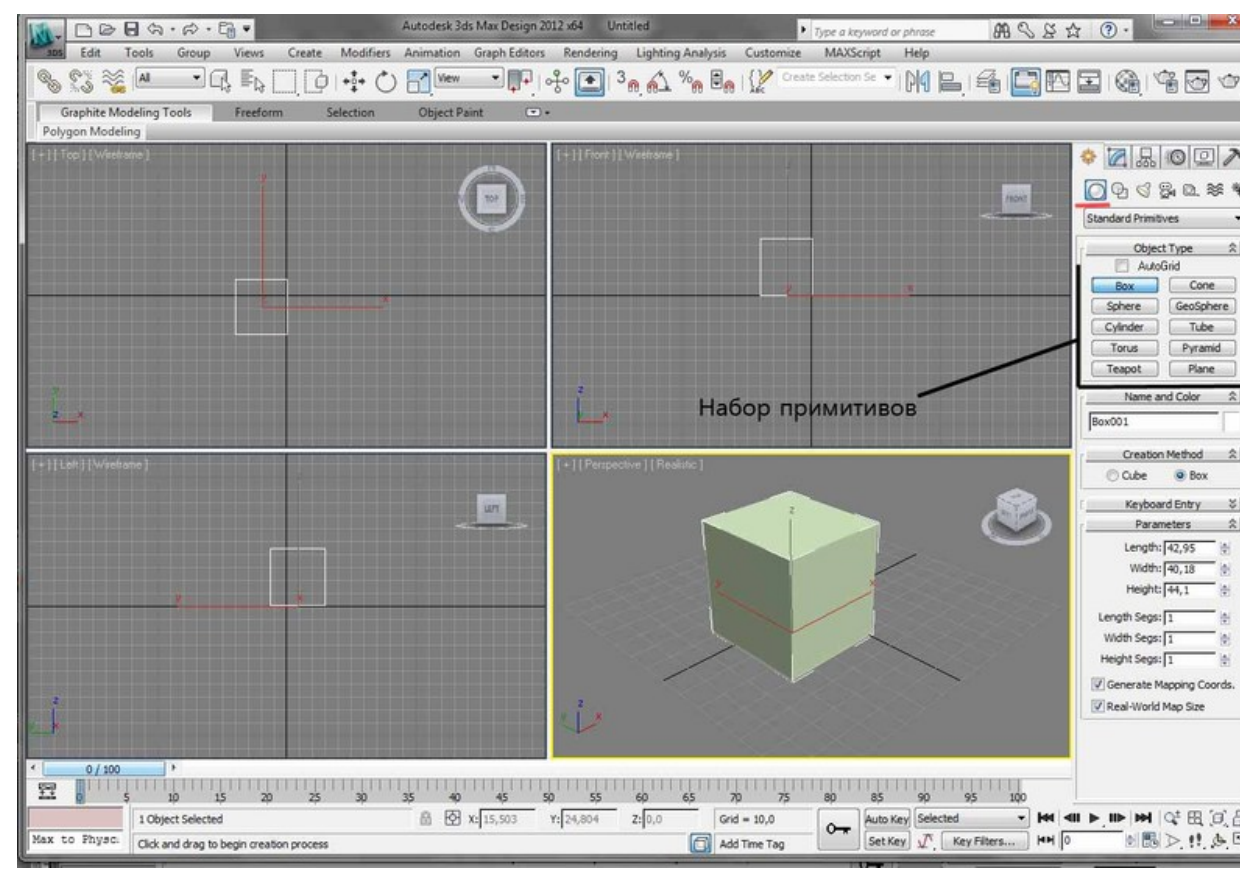 Autodesk 3ds Max Design 2012 x64 Untitled
Type a keyword or phrase
3DS Edit Tools Group Views Create Modifiers Animation Graph Editors Rendering Lighting Analysis Customize MAXScript Help
All View 3 % ABC Create Selection Se
Graphite Modeling Tools Freeform Selection Object Paint
Polygon Modeling
[ + ] [ Top ] [ Wireframe ]
y
TOP
x
y
z x
[ + ] [ Front ] [ Wireframe ]
FRONT
y x
z
x
Набор примитивов
[ + ] [ Left ] [ Wireframe ]
LEFT
y x
z
y
[ + ] [ Perspective ] [ Realistic ]
z
y x
z
y x
Standard Primitives
Object Type
AutoGrid
Box Cone
Sphere GeoSphere
Cylinder Tube
Torus Pyramid
Teapot Plane
Name and Color
Box001
Creation Method
Cube Box
Keyboard Entry
Parameters
Length: 42,95
Width: 40,18
Height: 44,1
Length Segs: 1
Width Segs: 1
Height Segs: 1
Generate Mapping Coords.
Real-World Map Size
0 / 100
0 5 10 15 20 25 30 35 40 45 50 55 60 65 70 75 80 85 90 95 100
1 Object Selected X: 15,503 Y: 24,804 Z: 0,0 Grid = 10,0 Auto Key Selected
Max to Physc. Click and drag to begin creation process Add Time Tag Set Key Key Filters... 0